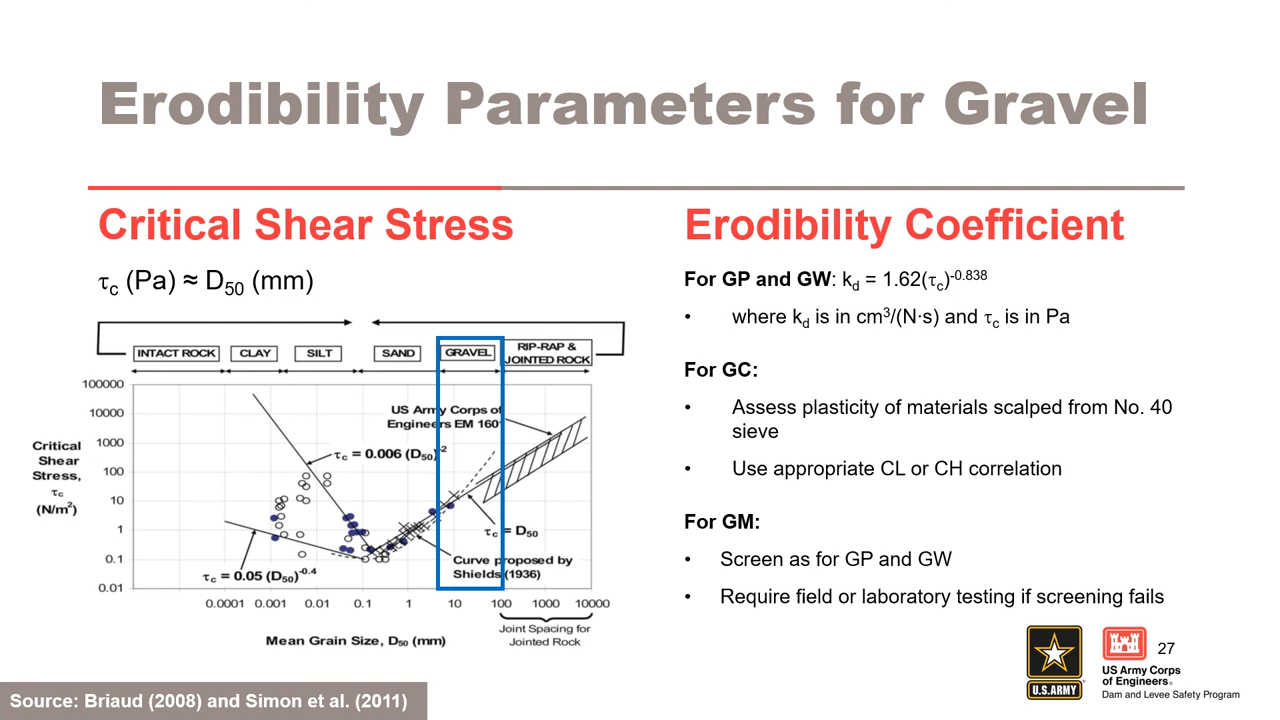 Erodibility Parameters for Gravel
Critical Shear Stress
τc (Pa) ≈ D50 (mm)
INTACT ROCK
CLAY
SILT
SAND
GRAVEL
RIP-RAP &
JOINTED ROCK
100000
10000
1000
100
10
1
0.1
0.01
Critical
Shear
Stress,
τc
(N/m²)
US Army Corps of
Engineers EM 160
τc = 0.006 (D50)²
τc = D50
Curve proposed by
Shields (1936)
τc = 0.05 (D50)^-0.4
0.0001 0.001 0.01 0.1 1 10 100 1000 10000
Mean Grain Size, D50 (mm)
Joint Spacing for
Jointed Rock
Erodibility Coefficient
For GP and GW: kd = 1.62(τc)^-0.838
• where kd is in cm³/(N·s) and τc is in Pa
For GC:
• Assess plasticity of materials scalped from No. 40
sieve
• Use appropriate CL or CH correlation
For GM:
• Screen as for GP and GW
• Require field or laboratory testing if screening fails
U.S.ARMY
27
US Army Corps
of Engineers®
Dam and Levee Safety Program
Source: Briaud (2008) and Simon et al. (2011)